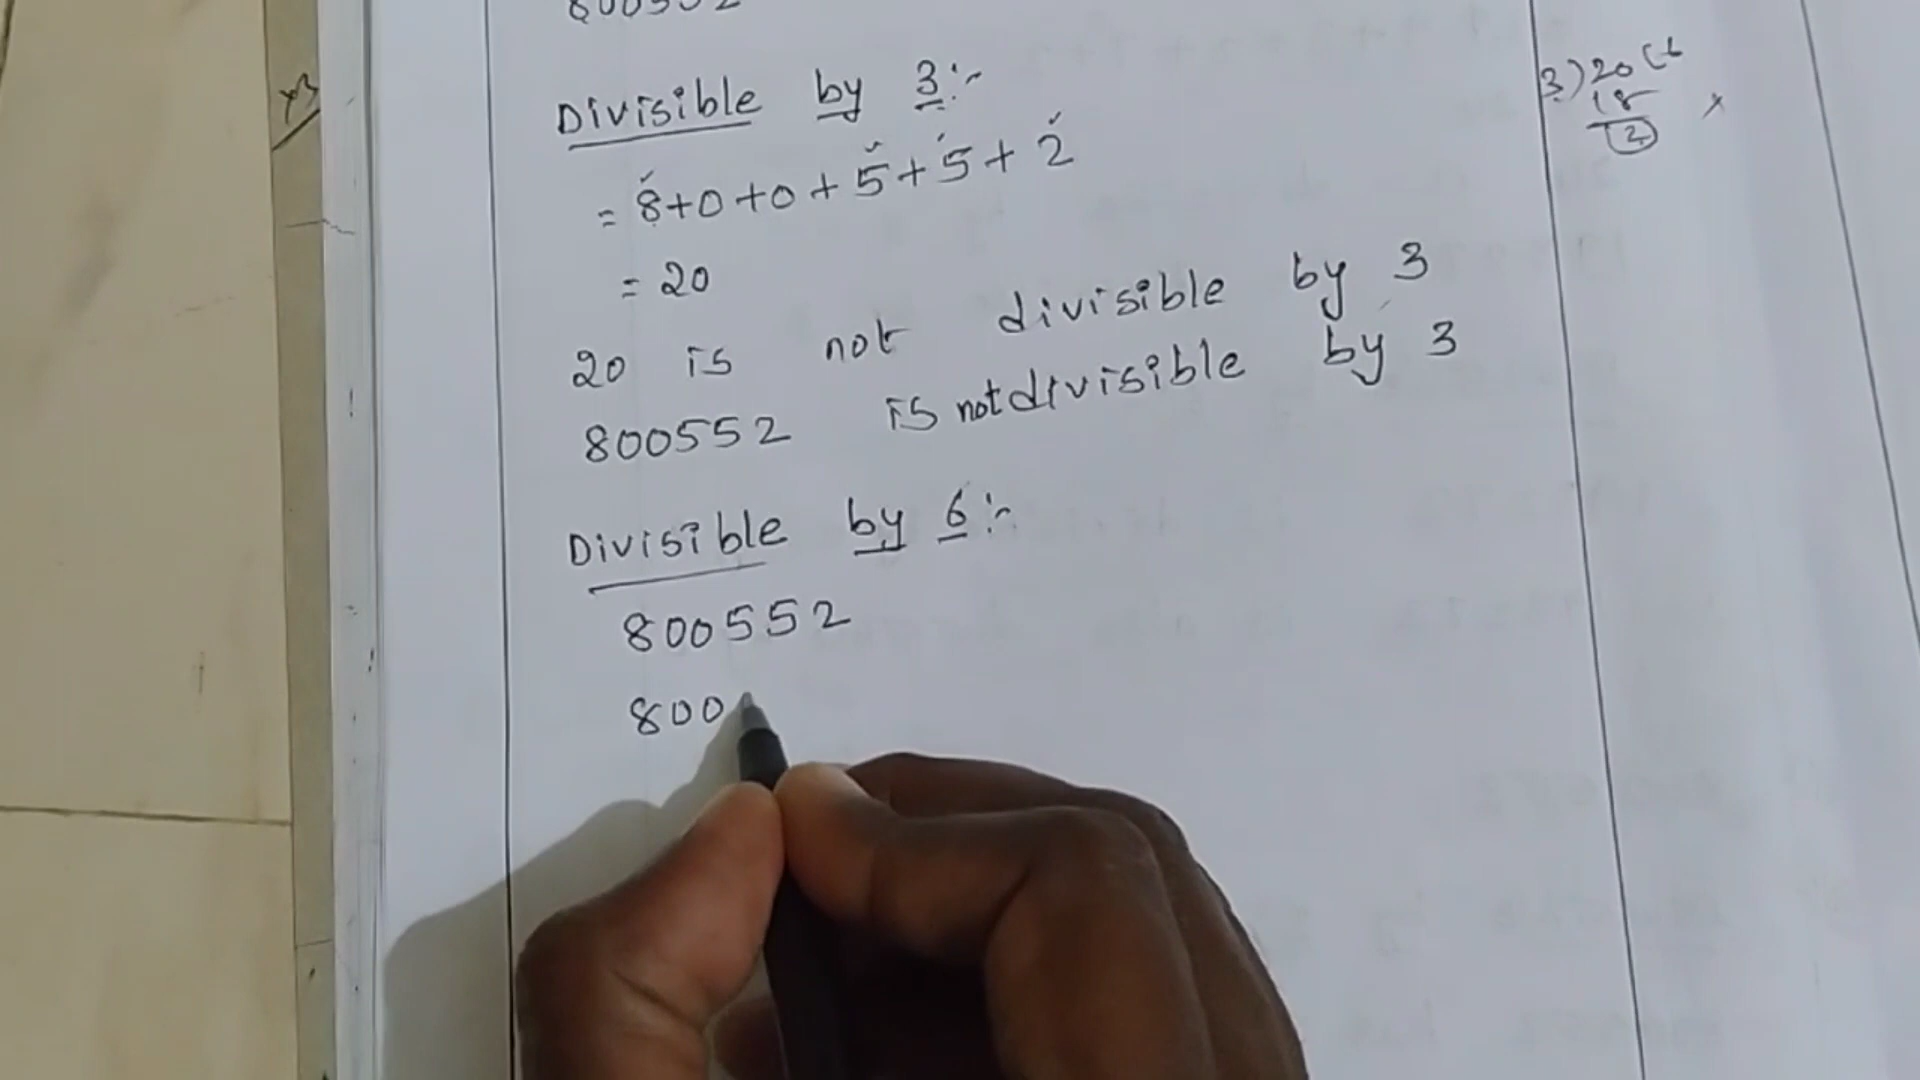 800552
Divisible by 3:-
= 8+0+0+5+5+2
= 20
20 is not divisible by 3
800552 is not divisible by 3
Divisible by 6:-
800552
800
3)20(6
18
2